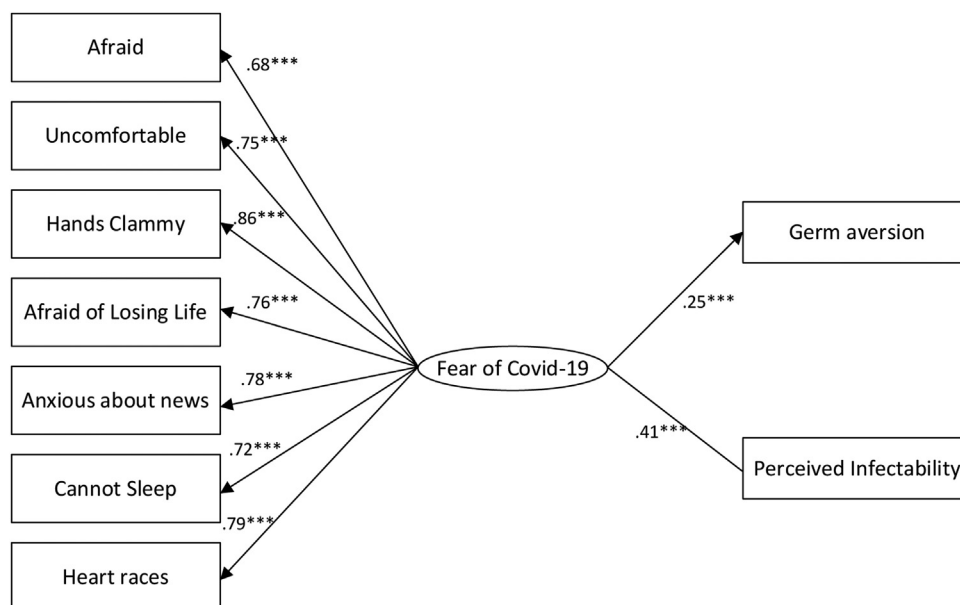 Afraid
.68***
Uncomfortable
.75***
Hands Clammy
.86***
Afraid of Losing Life
.76***
Anxious about news
.78***
Cannot Sleep
.72***
Heart races
.79***
Fear of Covid-19
Germ aversion
.25***
.41***
Perceived Infectability